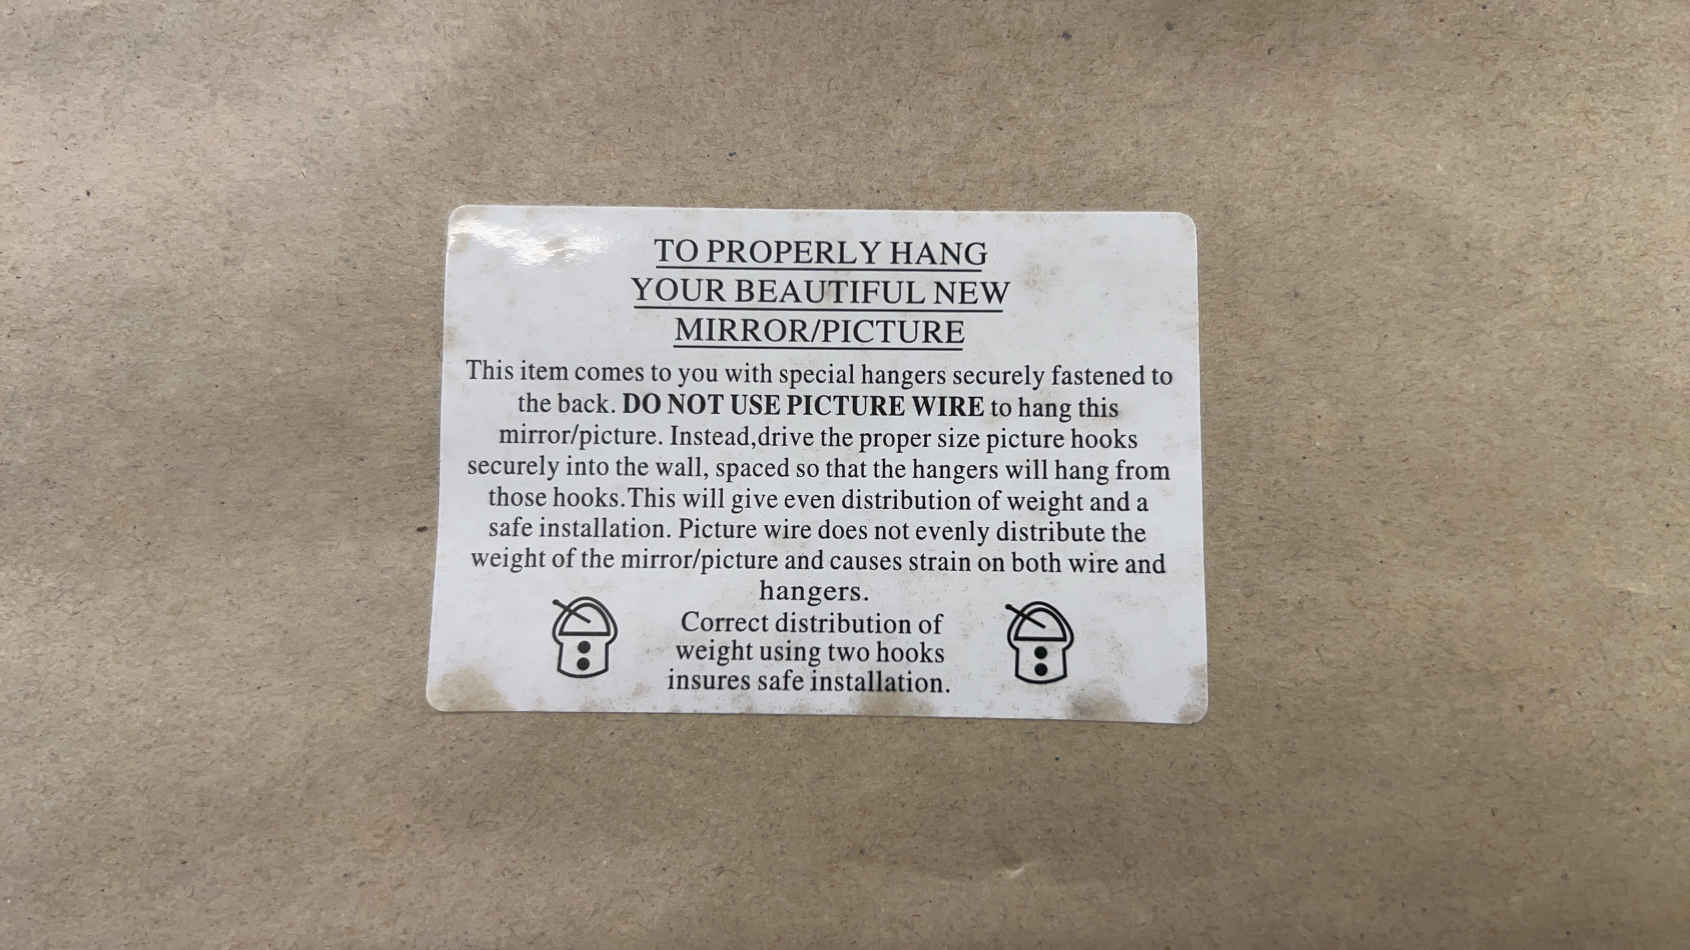 TO PROPERLY HANG
YOUR BEAUTIFUL NEW
MIRROR/PICTURE
This item comes to you with special hangers securely fastened to
the back. DO NOT USE PICTURE WIRE to hang this
mirror/picture. Instead,drive the proper size picture hooks
securely into the wall, spaced so that the hangers will hang from
those hooks.This will give even distribution of weight and a
safe installation. Picture wire does not evenly distribute the
weight of the mirror/picture and causes strain on both wire and
hangers.
Correct distribution of
weight using two hooks
insures safe installation.